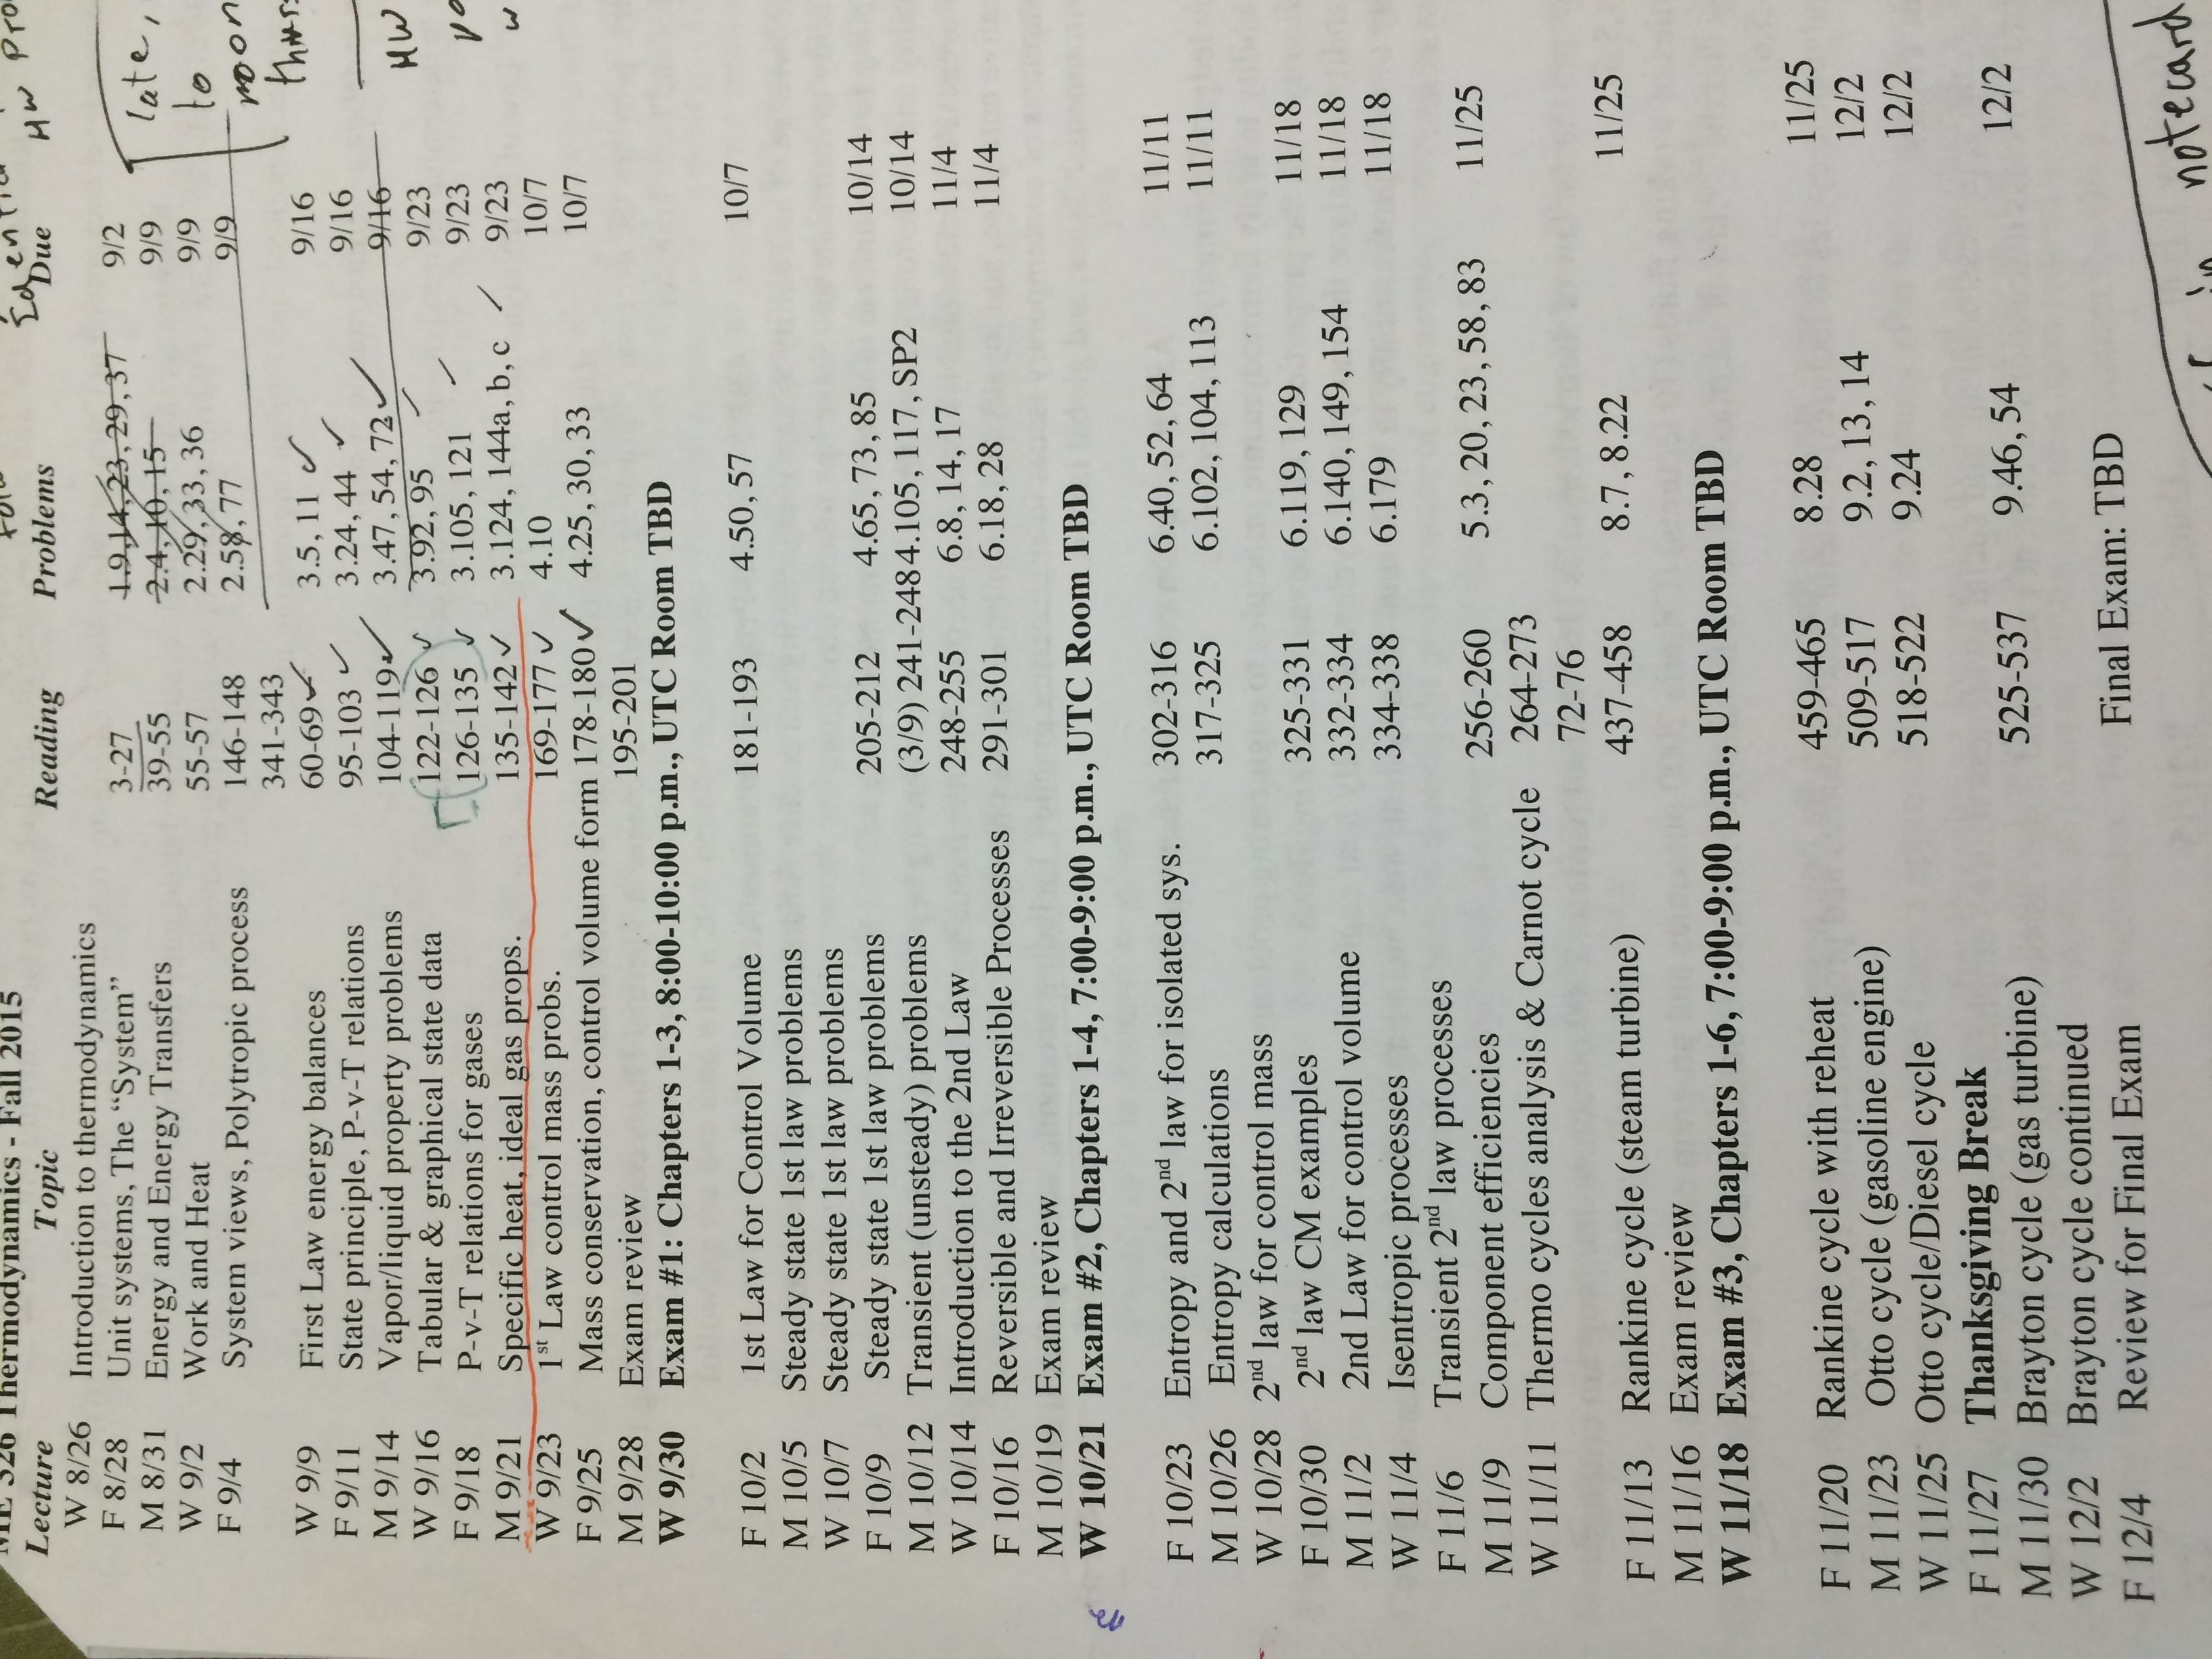 ME 326 Thermodynamics - Fall 2015
Lecture Topic Reading Problems Due HW
W 8/26 Introduction to thermodynamics
F 8/28 Unit systems, The “System” 3-27 1.9,14,23,29,37 9/2
M 8/31 Energy and Energy Transfers 39-55 2.4,10,15 9/9
W 9/2 Work and Heat 55-57 2.29,33,36 9/9
F 9/4 System views, Polytropic process 146-148 2.58,77 9/9
341-343
late,
to
W 9/9 First Law energy balances 60-69 ✓ 3.5, 11 ✓ 9/16
F 9/11 State principle, P-v-T relations 95-103 ✓ 3.24, 44 ✓ 9/16
M 9/14 Vapor/liquid property problems 104-119 ✓ 3.47, 54, 72 ✓ 9/16
HW
W 9/16 Tabular & graphical state data 122-126 ✓ 3.92, 95 ✓ 9/23
F 9/18 P-v-T relations for gases 126-135 ✓ 3.105, 121 ✓ 9/23
M 9/21 Specific heat, ideal gas props. 135-142 ✓ 3.124, 144a, b, c ✓ 9/23
W 9/23 1st Law control mass probs. 169-177 ✓ 4.10 10/7
F 9/25 Mass conservation, control volume form 178-180 ✓ 4.25, 30, 33 10/7
M 9/28 Exam review 195-201
W 9/30 Exam #1: Chapters 1-3, 8:00-10:00 p.m., UTC Room TBD
F 10/2 1st Law for Control Volume 181-193 4.50, 57 10/7
M 10/5 Steady state 1st law problems
W 10/7 Steady state 1st law problems
F 10/9 Steady state 1st law problems 205-212 4.65, 73, 85 10/14
M 10/12 Transient (unsteady) problems (3/9) 241-248 4.105, 117, SP2 10/14
W 10/14 Introduction to the 2nd Law 248-255 6.8, 14, 17 11/4
F 10/16 Reversible and Irreversible Processes 291-301 6.18, 28 11/4
M 10/19 Exam review
W 10/21 Exam #2, Chapters 1-4, 7:00-9:00 p.m., UTC Room TBD
F 10/23 Entropy and 2nd law for isolated sys. 302-316 6.40, 52, 64 11/11
M 10/26 Entropy calculations 317-325 6.102, 104, 113 11/11
W 10/28 2nd law for control mass
F 10/30 2nd law CM examples 325-331 6.119, 129 11/18
M 11/2 2nd Law for control volume 332-334 6.140, 149, 154 11/18
W 11/4 Isentropic processes 334-338 6.179 11/18
F 11/6 Transient 2nd law processes
M 11/9 Component efficiencies 256-260 5.3, 20, 23, 58, 83 11/25
W 11/11 Thermo cycles analysis & Carnot cycle 264-273
72-76
F 11/13 Rankine cycle (steam turbine) 437-458 8.7, 8.22 11/25
M 11/16 Exam review
W 11/18 Exam #3, Chapters 1-6, 7:00-9:00 p.m., UTC Room TBD
F 11/20 Rankine cycle with reheat 459-465 8.28 11/25
M 11/23 Otto cycle (gasoline engine) 509-517 9.2, 13, 14 12/2
W 11/25 Otto cycle/Diesel cycle 518-522 9.24 12/2
F 11/27 Thanksgiving Break
M 11/30 Brayton cycle (gas turbine) 525-537 9.46, 54 12/2
W 12/2 Brayton cycle continued
F 12/4 Review for Final Exam Final Exam: TBD
in notecard